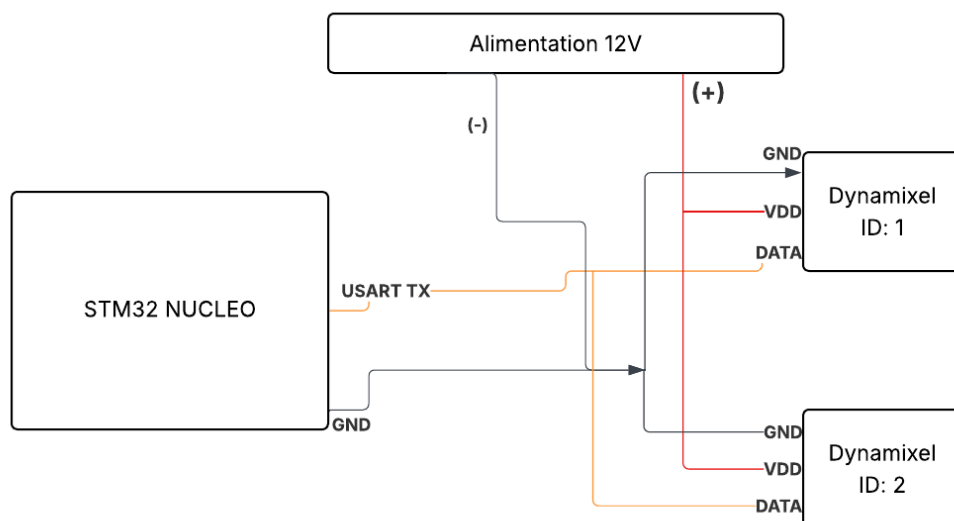 Alimentation 12V
(+)
(-)
GND
Dynamixel
ID: 1
VDD
DATA
USART TX
STM32 NUCLEO
GND
GND
Dynamixel
ID: 2
VDD
DATA